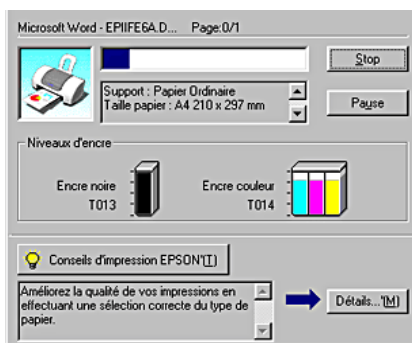 Microsoft Word - EPIIFE6A.D... Page:0/1
Stop
Support : Papier Ordinaire
Taille papier : A4 210 x 297 mm
Pause
Niveaux d'encre
Encre noire
T013
Encre couleur
T014
Conseils d'impression EPSON'(T)
Améliorez la qualité de vos impressions en
effectuant une sélection correcte du type de
papier.
Détails...'(M)